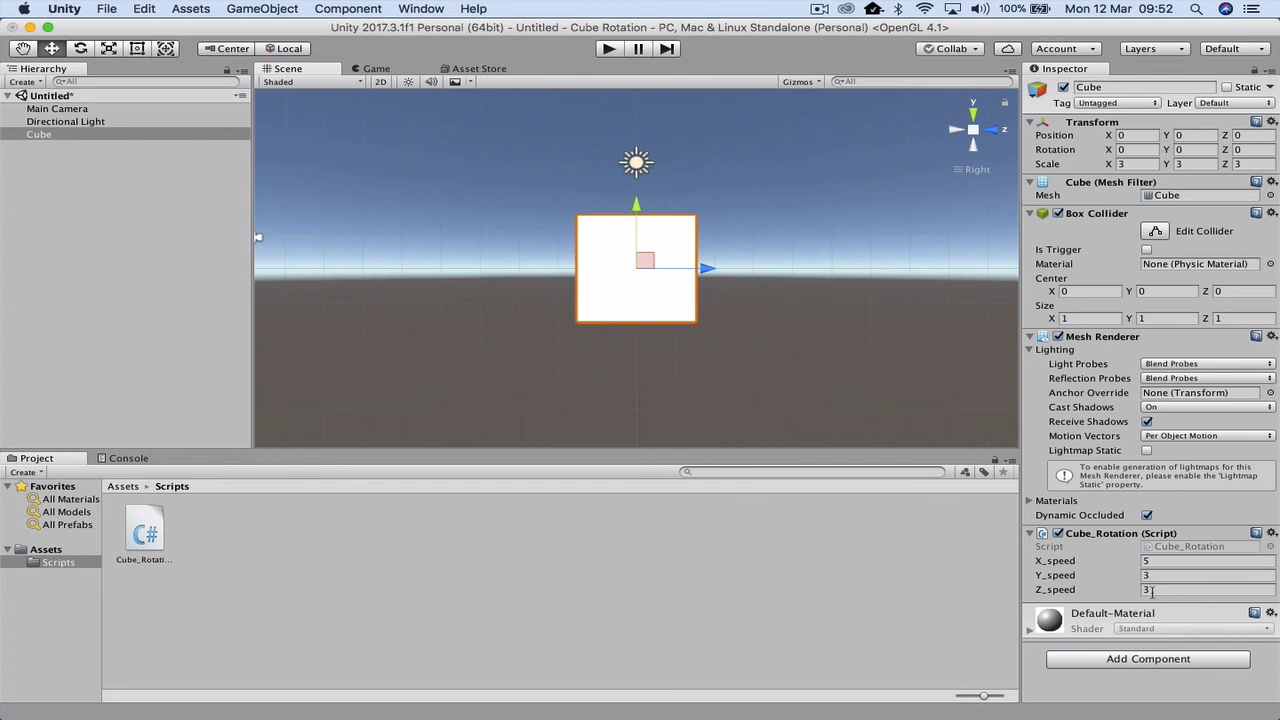 Unity File Edit Assets GameObject Component Window Help 100% Mon 12 Mar 09:52
Unity 2017.3.1f1 Personal (64bit) - Untitled - Cube Rotation - PC, Mac & Linux Standalone (Personal) <OpenGL 4.1>
Center Local Collab Account Layers Default
Hierarchy
Create All
Untitled*
Main Camera
Directional Light
Cube
Scene Game Asset Store
Shaded 2D Gizmos All
y
z
Right
Project Console
Create
Favorites
All Materials
All Models
All Prefabs
Assets
Scripts
Assets Scripts
C#
Cube_Rotati...
Inspector
Cube Static
Tag Untagged Layer Default
Transform
Position X 0 Y 0 Z 0
Rotation X 0 Y 0 Z 0
Scale X 3 Y 3 Z 3
Cube (Mesh Filter)
Mesh Cube
Box Collider
Edit Collider
Is Trigger
Material None (Physic Material)
Center
X 0 Y 0 Z 0
Size
X 1 Y 1 Z 1
Mesh Renderer
Lighting
Light Probes Blend Probes
Reflection Probes Blend Probes
Anchor Override None (Transform)
Cast Shadows On
Receive Shadows
Motion Vectors Per Object Motion
Lightmap Static
To enable generation of lightmaps for this
Mesh Renderer, please enable the 'Lightmap
Static' property.
Materials
Dynamic Occluded
Cube_Rotation (Script)
Script Cube_Rotation
X_speed 5
Y_speed 3
Z_speed 3
Default-Material
Shader Standard
Add Component